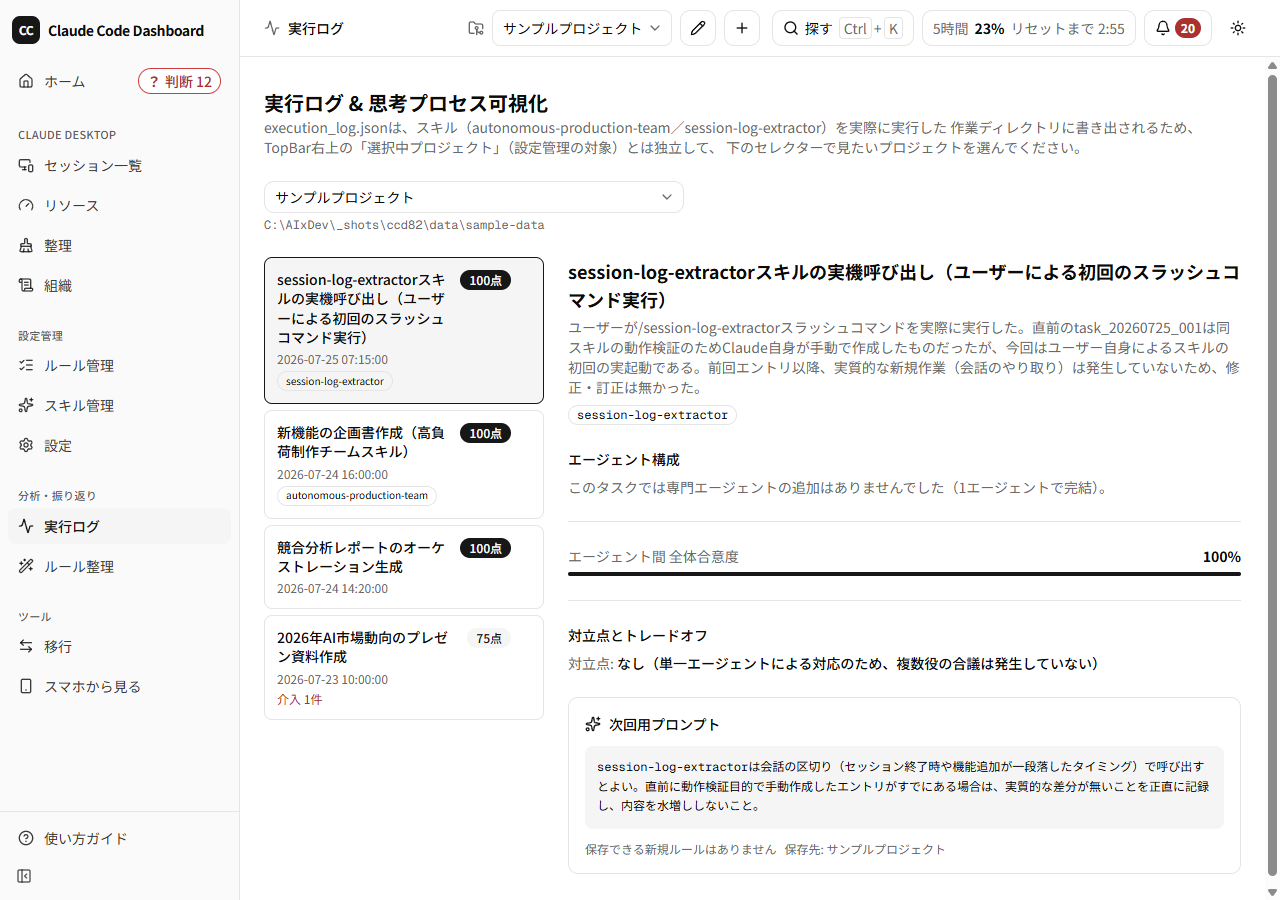 CC Claude Code Dashboard
ホーム
? 判断 12
CLAUDE DESKTOP
セッション一覧
リソース
整理
組織
設定管理
ルール管理
スキル管理
設定
分析・振り返り
実行ログ
ルール整理
ツール
移行
スマホから見る
使い方ガイド
実行ログ
サンプルプロジェクト
探す Ctrl + K
5時間 23% リセットまで 2:55
20
実行ログ & 思考プロセス可視化
execution_log.jsonは、スキル（autonomous-production-team／session-log-extractor）を実際に実行した 作業ディレクトリに書き出されるため、
TopBar右上の「選択中プロジェクト」（設定管理の対象）とは独立して、 下のセレクターで見たいプロジェクトを選んでください。
サンプルプロジェクト
C:\AIxDev\_shots\ccd82\data\sample-data
session-log-extractorスキ
ルの実機呼び出し（ユーザ
ーによる初回のスラッシュ
コマンド実行）
100点
2026-07-25 07:15:00
session-log-extractor
新機能の企画書作成（高負
荷制作チームスキル）
100点
2026-07-24 16:00:00
autonomous-production-team
競合分析レポートのオーケ
ストレーション生成
100点
2026-07-24 14:20:00
2026年AI市場動向のプレゼ
ン資料作成
75点
2026-07-23 10:00:00
介入 1件
session-log-extractorスキルの実機呼び出し（ユーザーによる初回のスラッシュコ
マンド実行）
ユーザーが/session-log-extractorスラッシュコマンドを実際に実行した。直前のtask_20260725_001は同
スキルの動作検証のためClaude自身が手動で作成したものだったが、今回はユーザー自身によるスキルの
初回の実起動である。前回エントリ以降、実質的な新規作業（会話のやり取り）は発生していないため、修
正・訂正は無かった。
session-log-extractor
エージェント構成
このタスクでは専門エージェントの追加はありませんでした（1エージェントで完結）。
エージェント間 全体合意度 100%
対立点とトレードオフ
対立点: なし（単一エージェントによる対応のため、複数役の合議は発生していない）
次回用プロンプト
session-log-extractorは会話の区切り（セッション終了時や機能追加が一段落したタイミング）で呼び出す
とよい。直前に動作検証目的で手動作成したエントリがすでにある場合は、実質的な差分が無いことを正直に記録
し、内容を水増ししないこと。
保存できる新規ルールはありません 保存先: サンプルプロジェクト